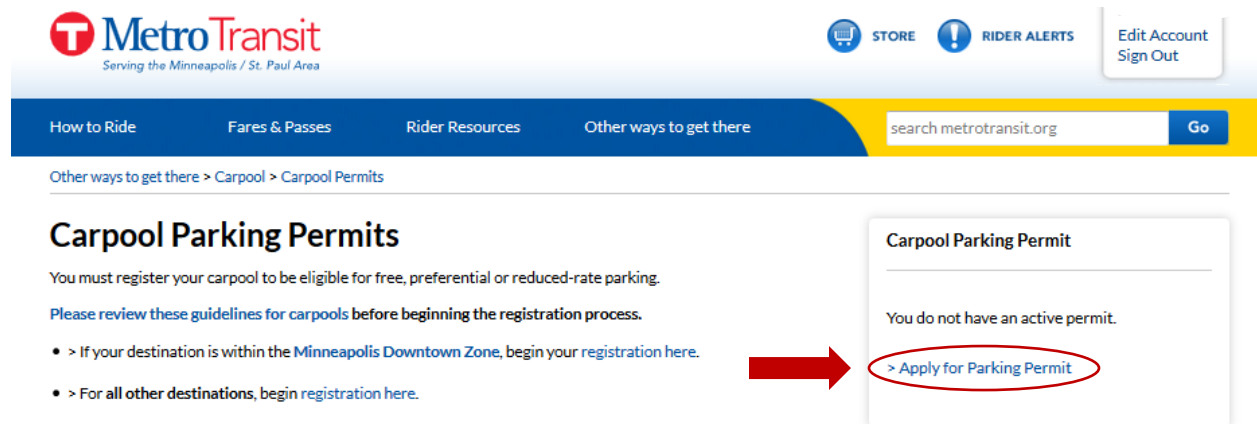 T MetroTransit
Serving the Minneapolis / St. Paul Area
STORE
! RIDER ALERTS
Edit Account
Sign Out
How to Ride
Fares & Passes
Rider Resources
Other ways to get there
search metrotransit.org
Go
Other ways to get there > Carpool > Carpool Permits
Carpool Parking Permits
You must register your carpool to be eligible for free, preferential or reduced-rate parking.
Please review these guidelines for carpools before beginning the registration process.
• > If your destination is within the Minneapolis Downtown Zone, begin your registration here.
• > For all other destinations, begin registration here.
Carpool Parking Permit
You do not have an active permit.
> Apply for Parking Permit